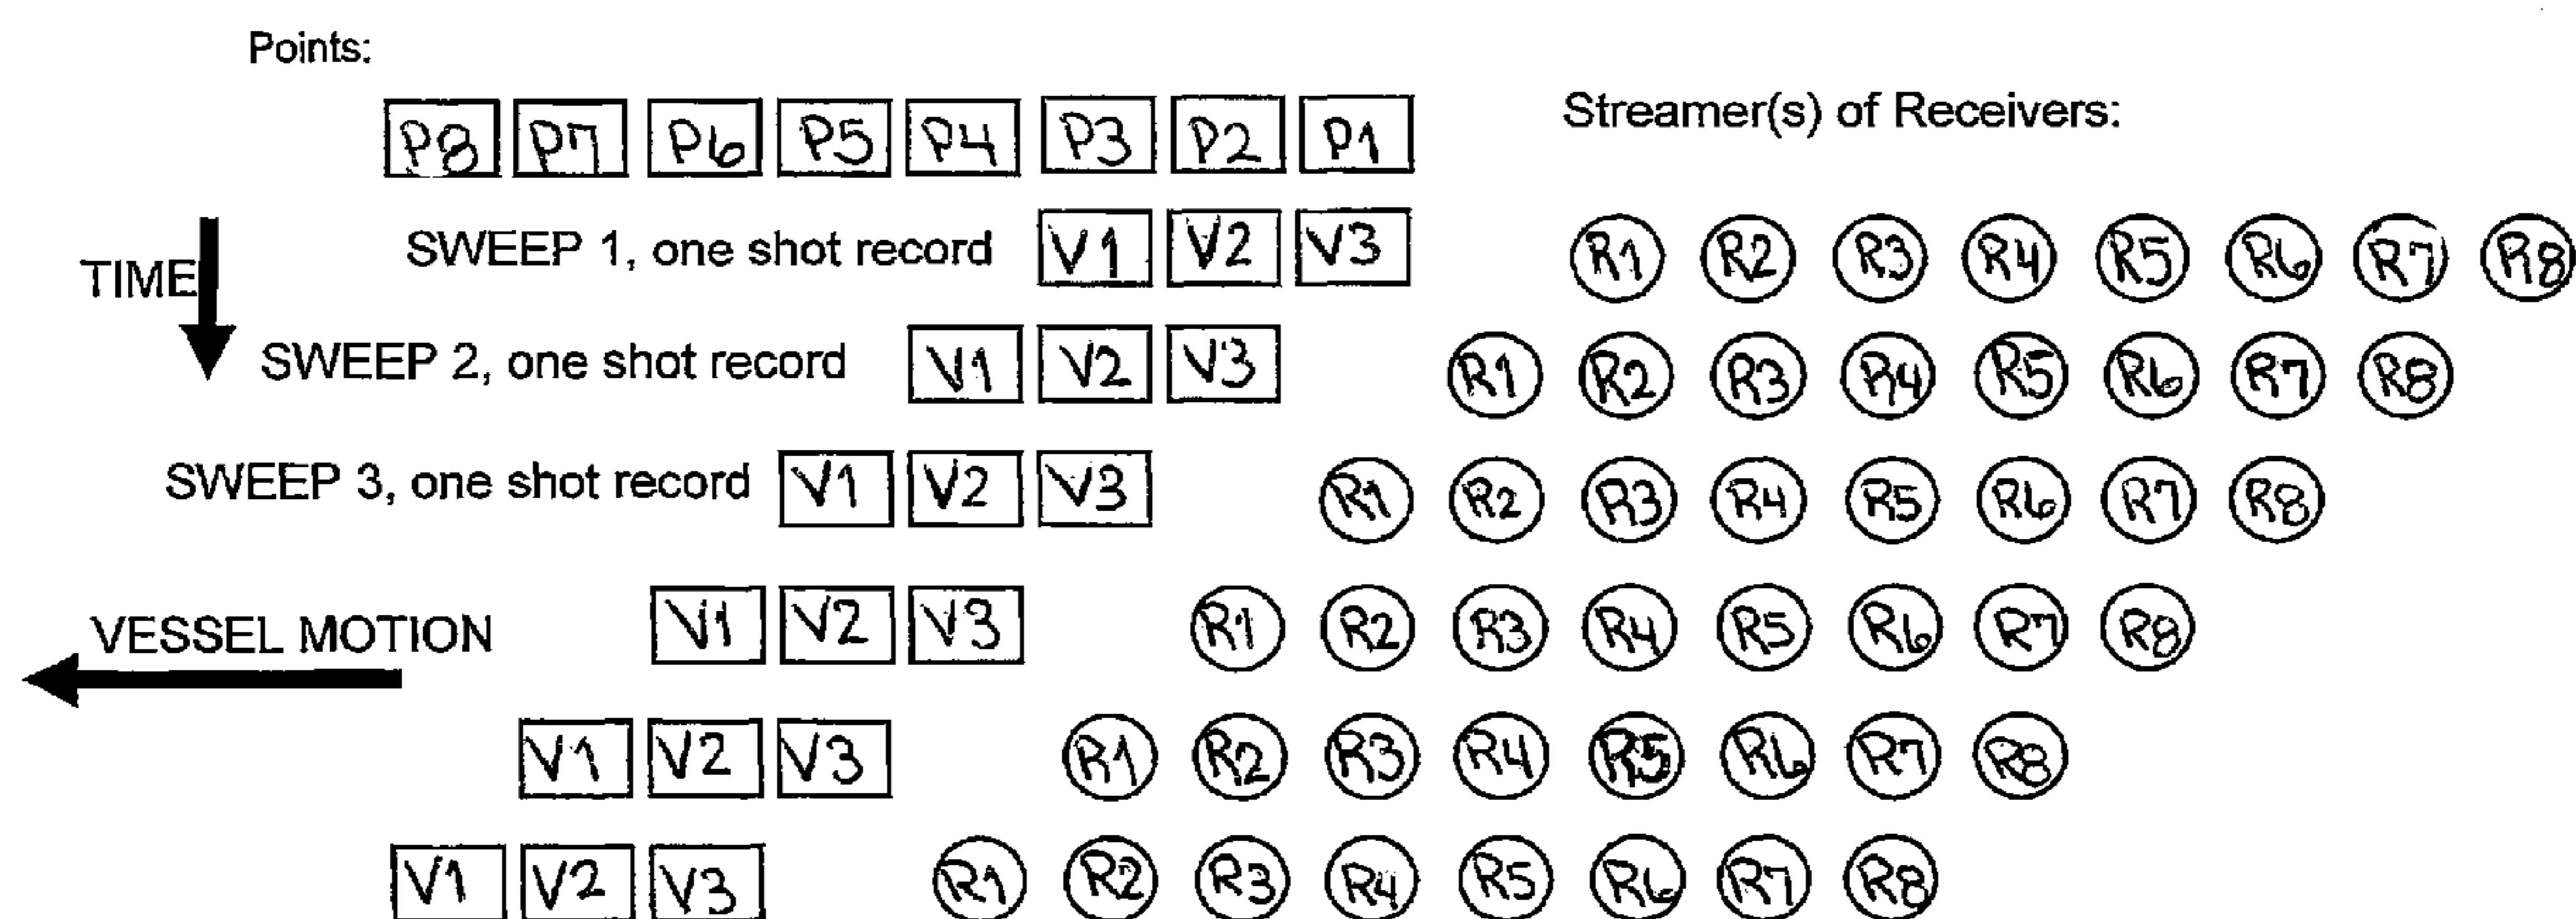 Points:
Streamer(s) of Receivers:
P8 P7 P6 P5 P4 P3 P2 P1
SWEEP 1, one shot record V1 V2 V3 R1 R2 R3 R4 R5 R6 R7 R8
TIME
SWEEP 2, one shot record V1 V2 V3 R1 R2 R3 R4 R5 R6 R7 R8
SWEEP 3, one shot record V1 V2 V3 R1 R2 R3 R4 R5 R6 R7 R8
VESSEL MOTION V1 V2 V3 R1 R2 R3 R4 R5 R6 R7 R8
V1 V2 V3 R1 R2 R3 R4 R5 R6 R7 R8
V1 V2 V3 R1 R2 R3 R4 R5 R6 R7 R8